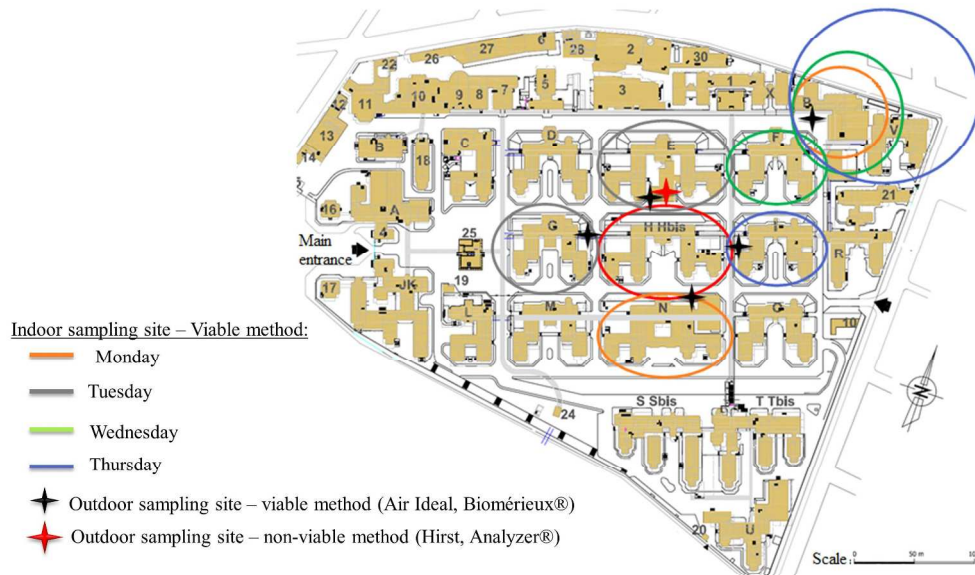 27
6
26
28
2
30
22
1
X
B
5
7
10
9
8
3
11
12
V
13
D
E
F
C
B
18
14
21
16
A
Main
entrance
4
25
G
H Hbis
I
R
17
JK
19
L
M
N
O
10
Indoor sampling site – Viable method:
Monday
Tuesday
Wednesday
Thursday
24
S Sbis
T Tbis
N
20
U
Outdoor sampling site – viable method (Air Ideal, Biomérieux®)
Outdoor sampling site – non-viable method (Hirst, Analyzer®)
Scale :
0
50 m